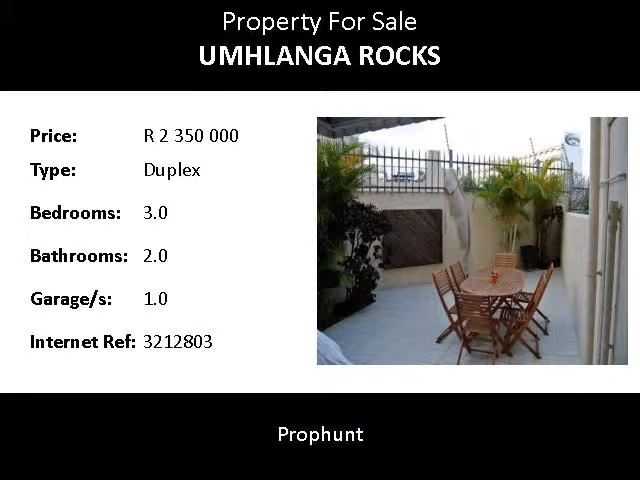 Property For Sale
UMHLANGA ROCKS
Price: R 2 350 000
Type: Duplex
Bedrooms: 3.0
Bathrooms: 2.0
Garage/s: 1.0
Internet Ref: 3212803
Prophunt